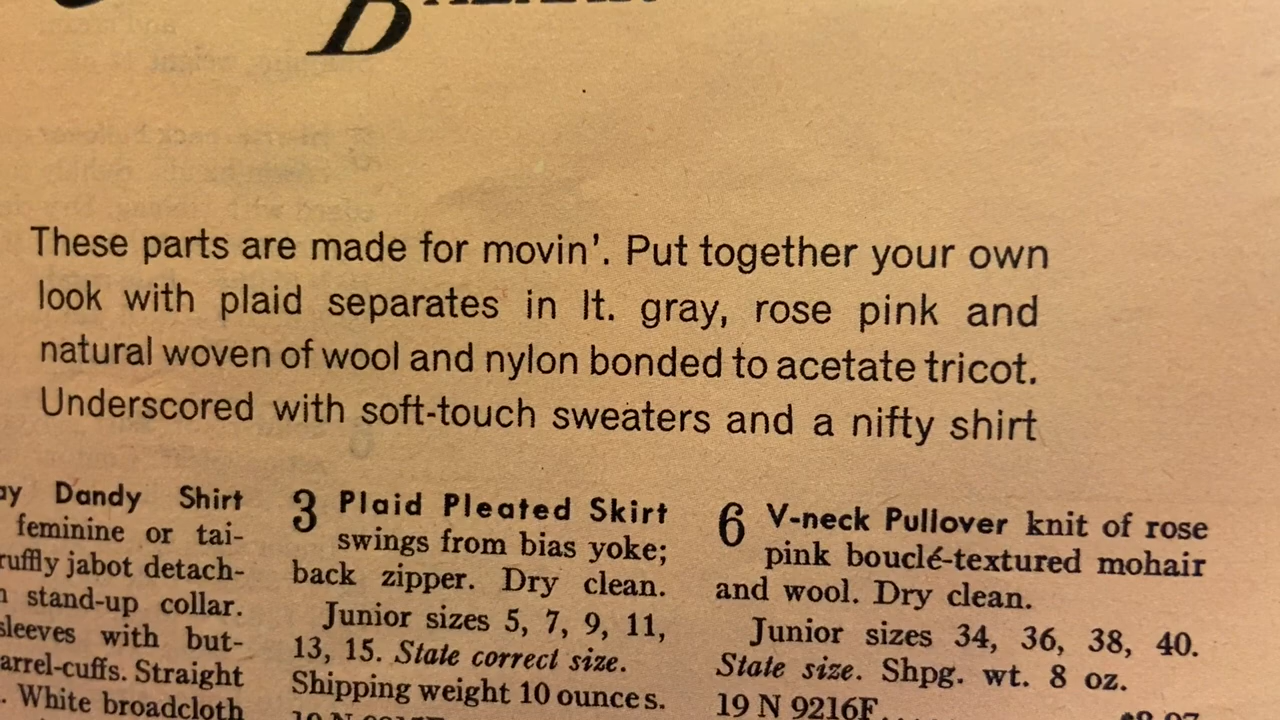 These parts are made for movin'. Put together your own
look with plaid separates in lt. gray, rose pink and
natural woven of wool and nylon bonded to acetate tricot.
Underscored with soft-touch sweaters and a nifty shirt
Dandy Shirt
feminine or tai-
ruffly jabot detach-
stand-up collar.
sleeves with but-
arrel-cuffs. Straight
. White broadcloth
3 Plaid Pleated Skirt
swings from bias yoke;
back zipper. Dry clean.
Junior sizes 5, 7, 9, 11,
13, 15. State correct size.
Shipping weight 10 ounces.
6 V-neck Pullover knit of rose
pink bouclé-textured mohair
and wool. Dry clean.
Junior sizes 34, 36, 38, 40.
State size. Shpg. wt. 8 oz.
19 N 9216F